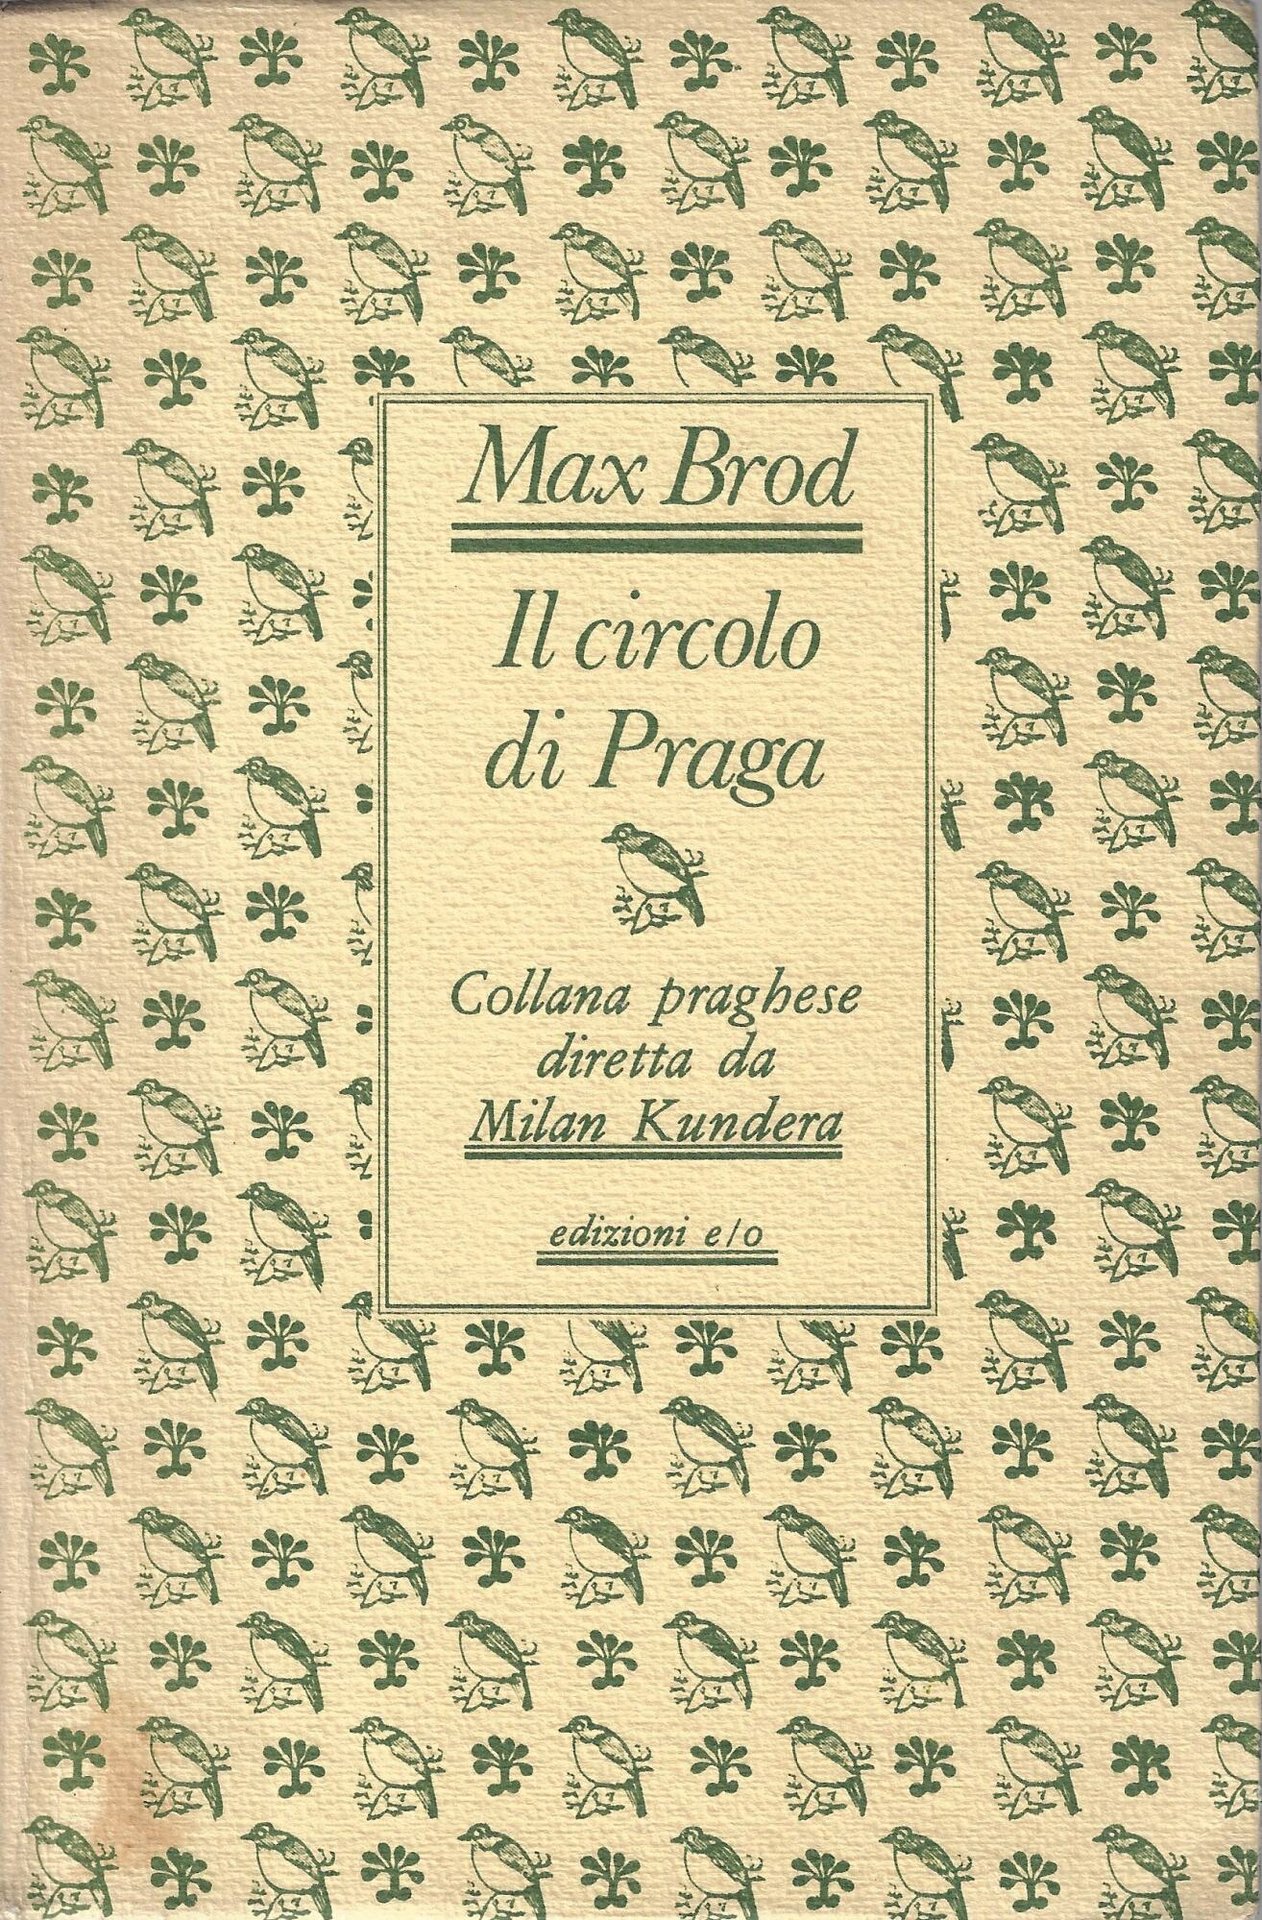 Max Brod
Il circolo
di Praga
Collana praghese
diretta da
Milan Kundera
edizioni e/o